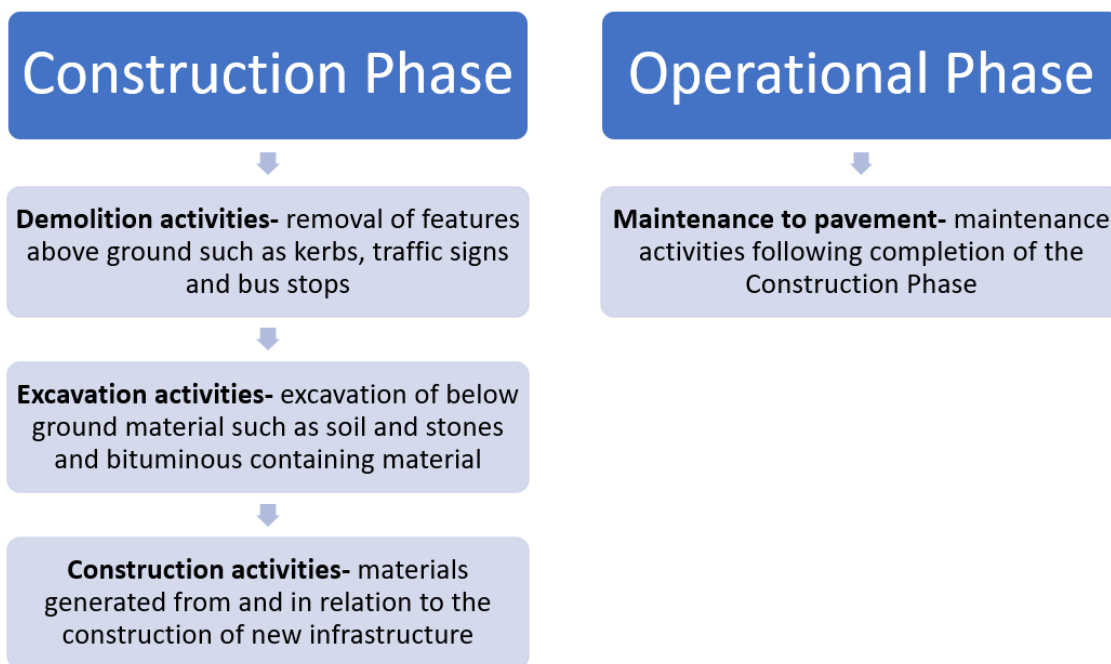 Construction Phase
Demolition activities- removal of features
above ground such as kerbs, traffic signs
and bus stops
Excavation activities- excavation of below
ground material such as soil and stones
and bituminous containing material
Construction activities- materials
generated from and in relation to the
construction of new infrastructure
Operational Phase
Maintenance to pavement- maintenance
activities following completion of the
Construction Phase